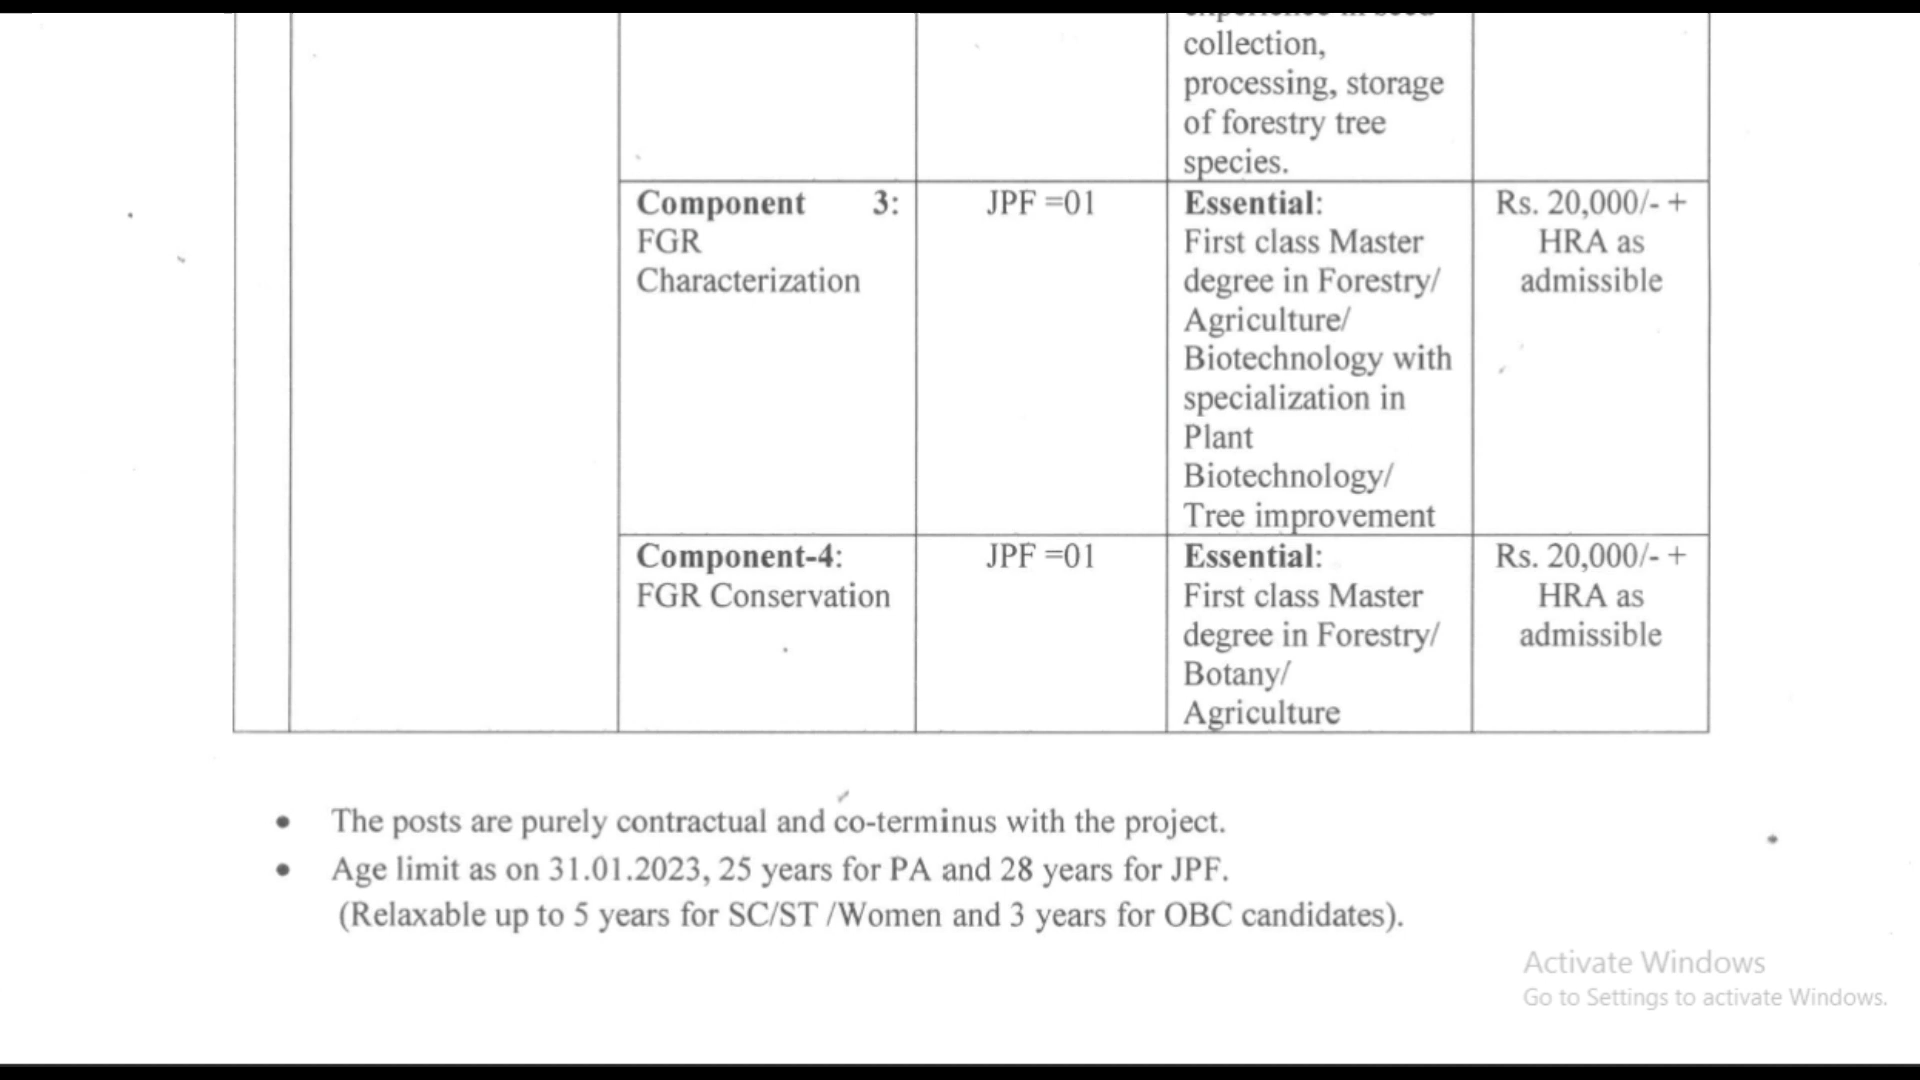 collection,
processing, storage
of forestry tree
species.
Component 3:
FGR
Characterization
JPF =01
Essential:
First class Master
degree in Forestry/
Agriculture/
Biotechnology with
specialization in
Plant
Biotechnology/
Tree improvement
Rs. 20,000/- +
HRA as
admissible
Component-4:
FGR Conservation
JPF =01
Essential:
First class Master
degree in Forestry/
Botany/
Agriculture
Rs. 20,000/- +
HRA as
admissible
• The posts are purely contractual and co-terminus with the project.
• Age limit as on 31.01.2023, 25 years for PA and 28 years for JPF.
(Relaxable up to 5 years for SC/ST /Women and 3 years for OBC candidates).
Activate Windows
Go to Settings to activate Windows.